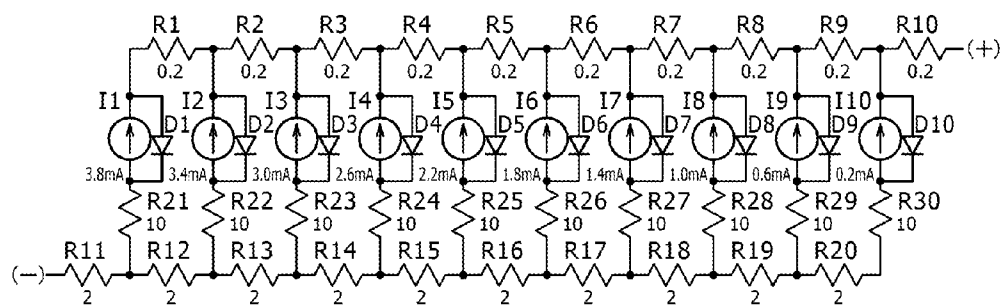 R1 R2 R3 R4 R5 R6 R7 R8 R9 R10
0.2 0.2 0.2 0.2 0.2 0.2 0.2 0.2 0.2 0.2
(+)
I1 I2 I3 I4 I5 I6 I7 I8 I9 I10
D1 D2 D3 D4 D5 D6 D7 D8 D9 D10
3.8mA 3.4mA 3.0mA 2.6mA 2.2mA 1.8mA 1.4mA 1.0mA 0.6mA 0.2mA
R21 R22 R23 R24 R25 R26 R27 R28 R29 R30
10 10 10 10 10 10 10 10 10 10
R11 R12 R13 R14 R15 R16 R17 R18 R19 R20
(−)
2 2 2 2 2 2 2 2 2 2